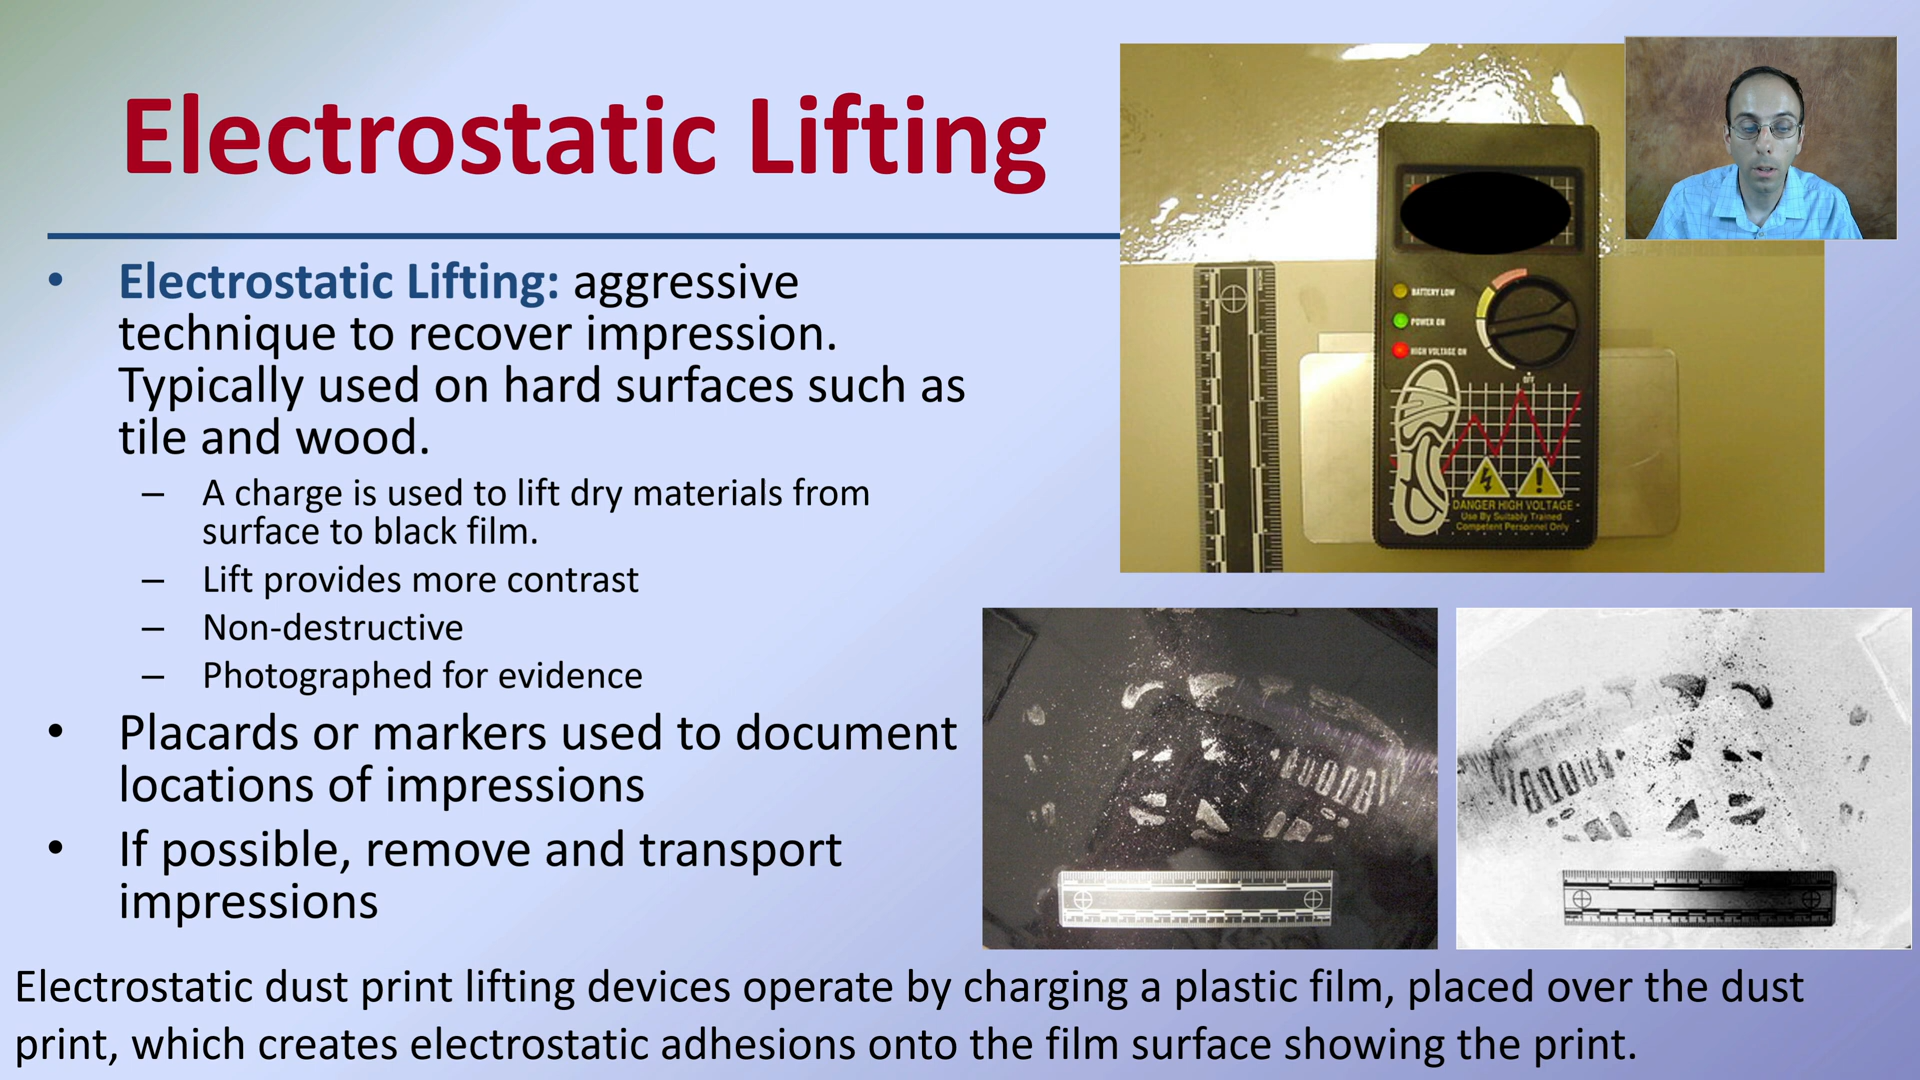 Electrostatic Lifting
• Electrostatic Lifting: aggressive
technique to recover impression.
Typically used on hard surfaces such as
tile and wood.
– A charge is used to lift dry materials from
surface to black film.
– Lift provides more contrast
– Non-destructive
– Photographed for evidence
• Placards or markers used to document
locations of impressions
• If possible, remove and transport
impressions
BATTERY LOW
POWER ON
HIGH VOLTAGE ON
OFF
DANGER HIGH VOLTAGE
Use By Suitably Trained
Competent Personnel Only
Electrostatic dust print lifting devices operate by charging a plastic film, placed over the dust
print, which creates electrostatic adhesions onto the film surface showing the print.